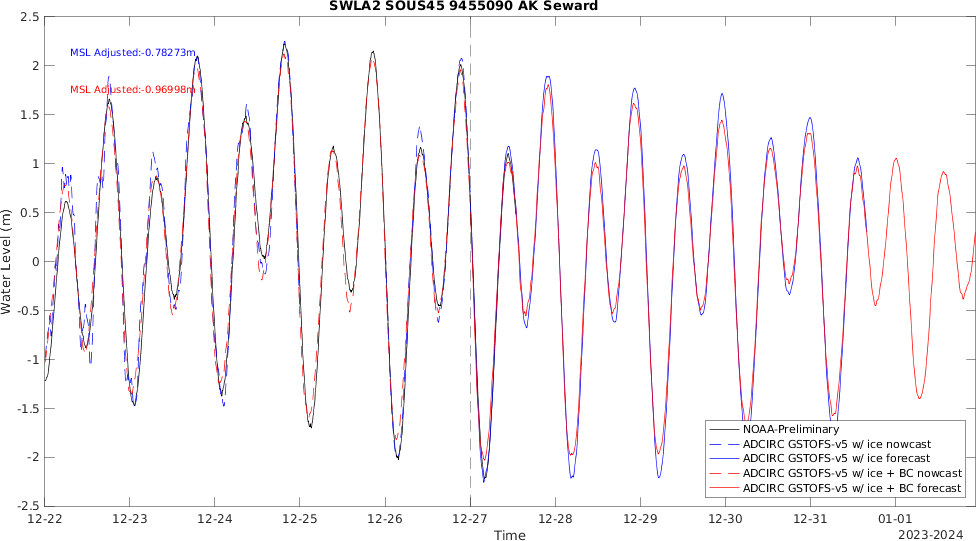 SWLA2 SOUS45 9455090 AK Seward
MSL Adjusted:-0.78273m
MSL Adjusted:-0.96998m
Water Level (m)
2.5
2
1.5
1
0.5
0
-0.5
-1
-1.5
-2
-2.5
NOAA-Preliminary
ADCIRC GSTOFS-v5 w/ ice nowcast
ADCIRC GSTOFS-v5 w/ ice forecast
ADCIRC GSTOFS-v5 w/ ice + BC nowcast
ADCIRC GSTOFS-v5 w/ ice + BC forecast
12-22 12-23 12-24 12-25 12-26 12-27 12-28 12-29 12-30 12-31 01-01
Time
2023-2024